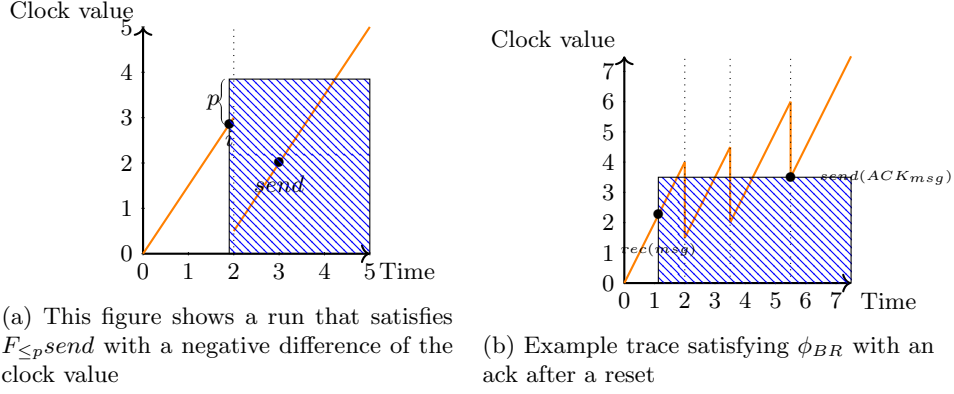 Clock value
5
4
3
2
1
0
p
i
send
0 1 2 3 4 5 Time
(a) This figure shows a run that satisfies
F≤p send with a negative difference of the
clock value
Clock value
7
6
5
4
3
2
1
0
rec(msg)
send(ACKmsg)
0 1 2 3 4 5 6 7 Time
(b) Example trace satisfying ϕBR with an
ack after a reset